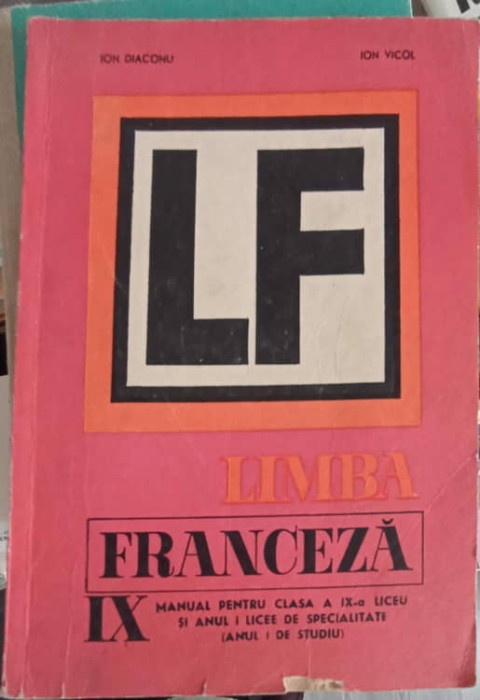 ION DIACONU
ION VICOL
LF
LIMBA
FRANCEZĂ
IX
MANUAL PENTRU CLASA A IX-a LICEU
ȘI ANUL I LICEE DE SPECIALITATE
(ANUL I DE STUDIU)